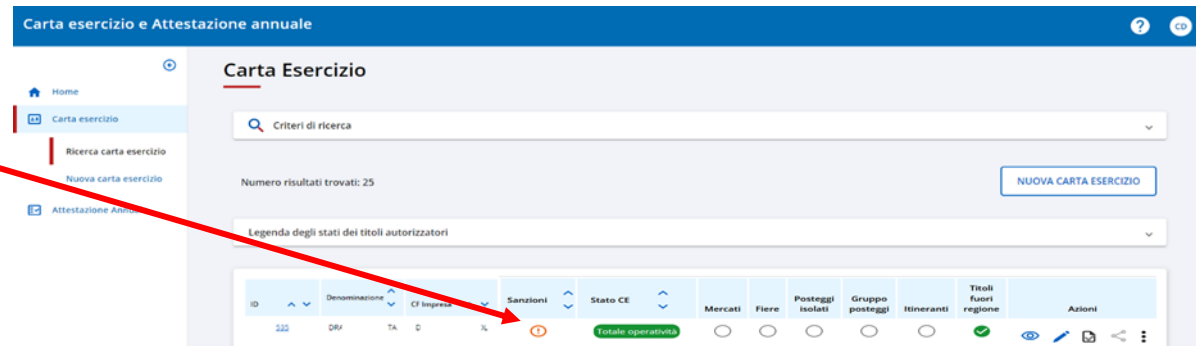 Carta esercizio e Attestazione annuale
? CD
Home
Carta esercizio
Ricerca carta esercizio
Nuova carta esercizio
Attestazione
Carta Esercizio
Criteri di ricerca
Numero risultati trovati: 25
NUOVA CARTA ESERCIZIO
Legenda degli stati dei titoli autorizzatori
ID Denominazione CF Impresa Sanzioni Stato CE Mercati Fiere Posteggi isolati Gruppo posteggi Itineranti Titoli fuori regione Azioni
535 TA D Totale operatività